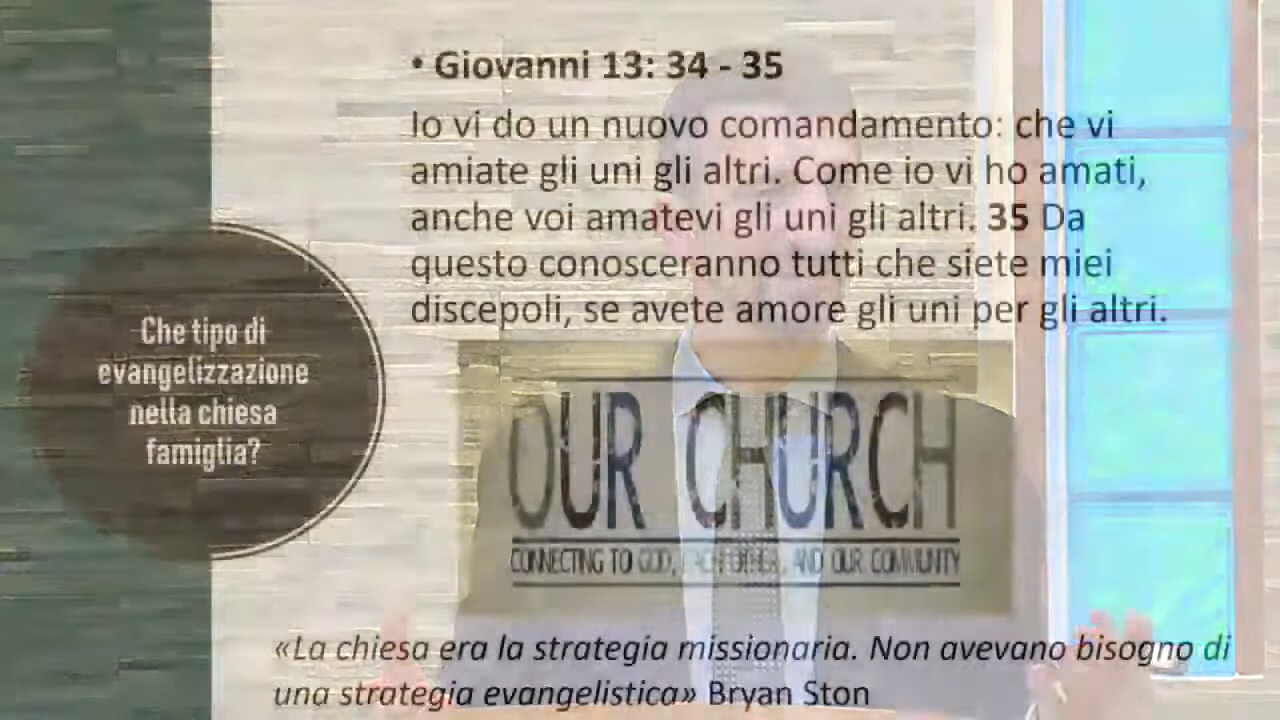 • Giovanni 13: 34 - 35
Io vi do un nuovo comandamento: che vi
amiate gli uni gli altri. Come io vi ho amati,
anche voi amatevi gli uni gli altri. 35 Da
questo conosceranno tutti che siete miei
discepoli, se avete amore gli uni per gli altri.
Che tipo di
evangelizzazione
nella chiesa
famiglia?
OUR CHURCH
CONNECTING TO GOD, EACH OTHER, AND OUR COMMUNITY
«La chiesa era la strategia missionaria. Non avevano bisogno di
una strategia evangelistica» Bryan Ston